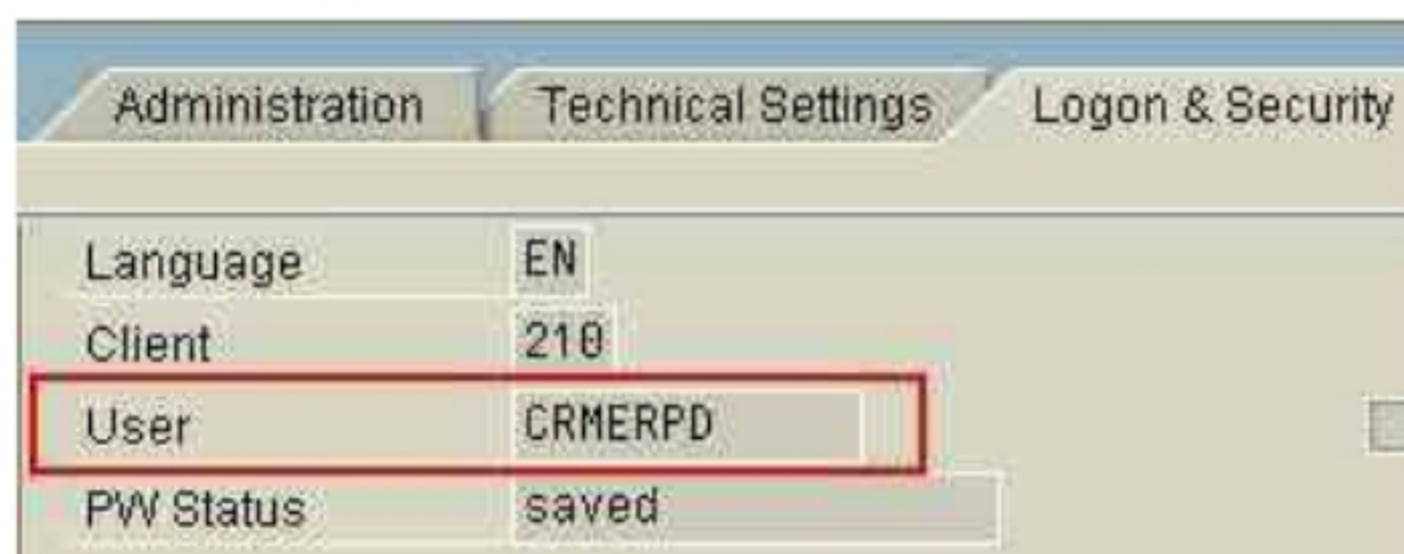 Administration Technical Settings Logon & Security
Language EN
Client 210
User CRMERPD
PW Status saved